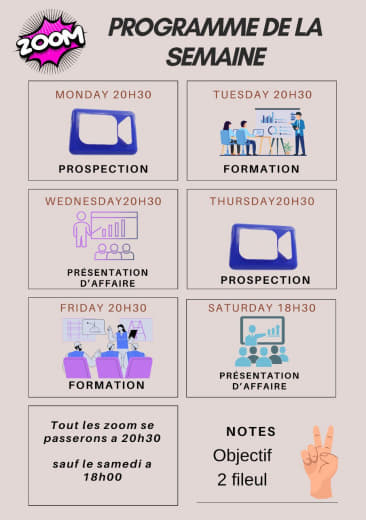 ZOOM
PROGRAMME DE LA
SEMAINE
MONDAY 20H30
PROSPECTION
TUESDAY 20H30
FORMATION
WEDNESDAY20H30
PRÉSENTATION
D'AFFAIRE
THURSDAY20H30
PROSPECTION
FRIDAY 20H30
FORMATION
SATURDAY 18H30
PRÉSENTATION
D'AFFAIRE
Tout les zoom se
passerons a 20h30
sauf le samedi a
18h00
NOTES
Objectif
2 fileul